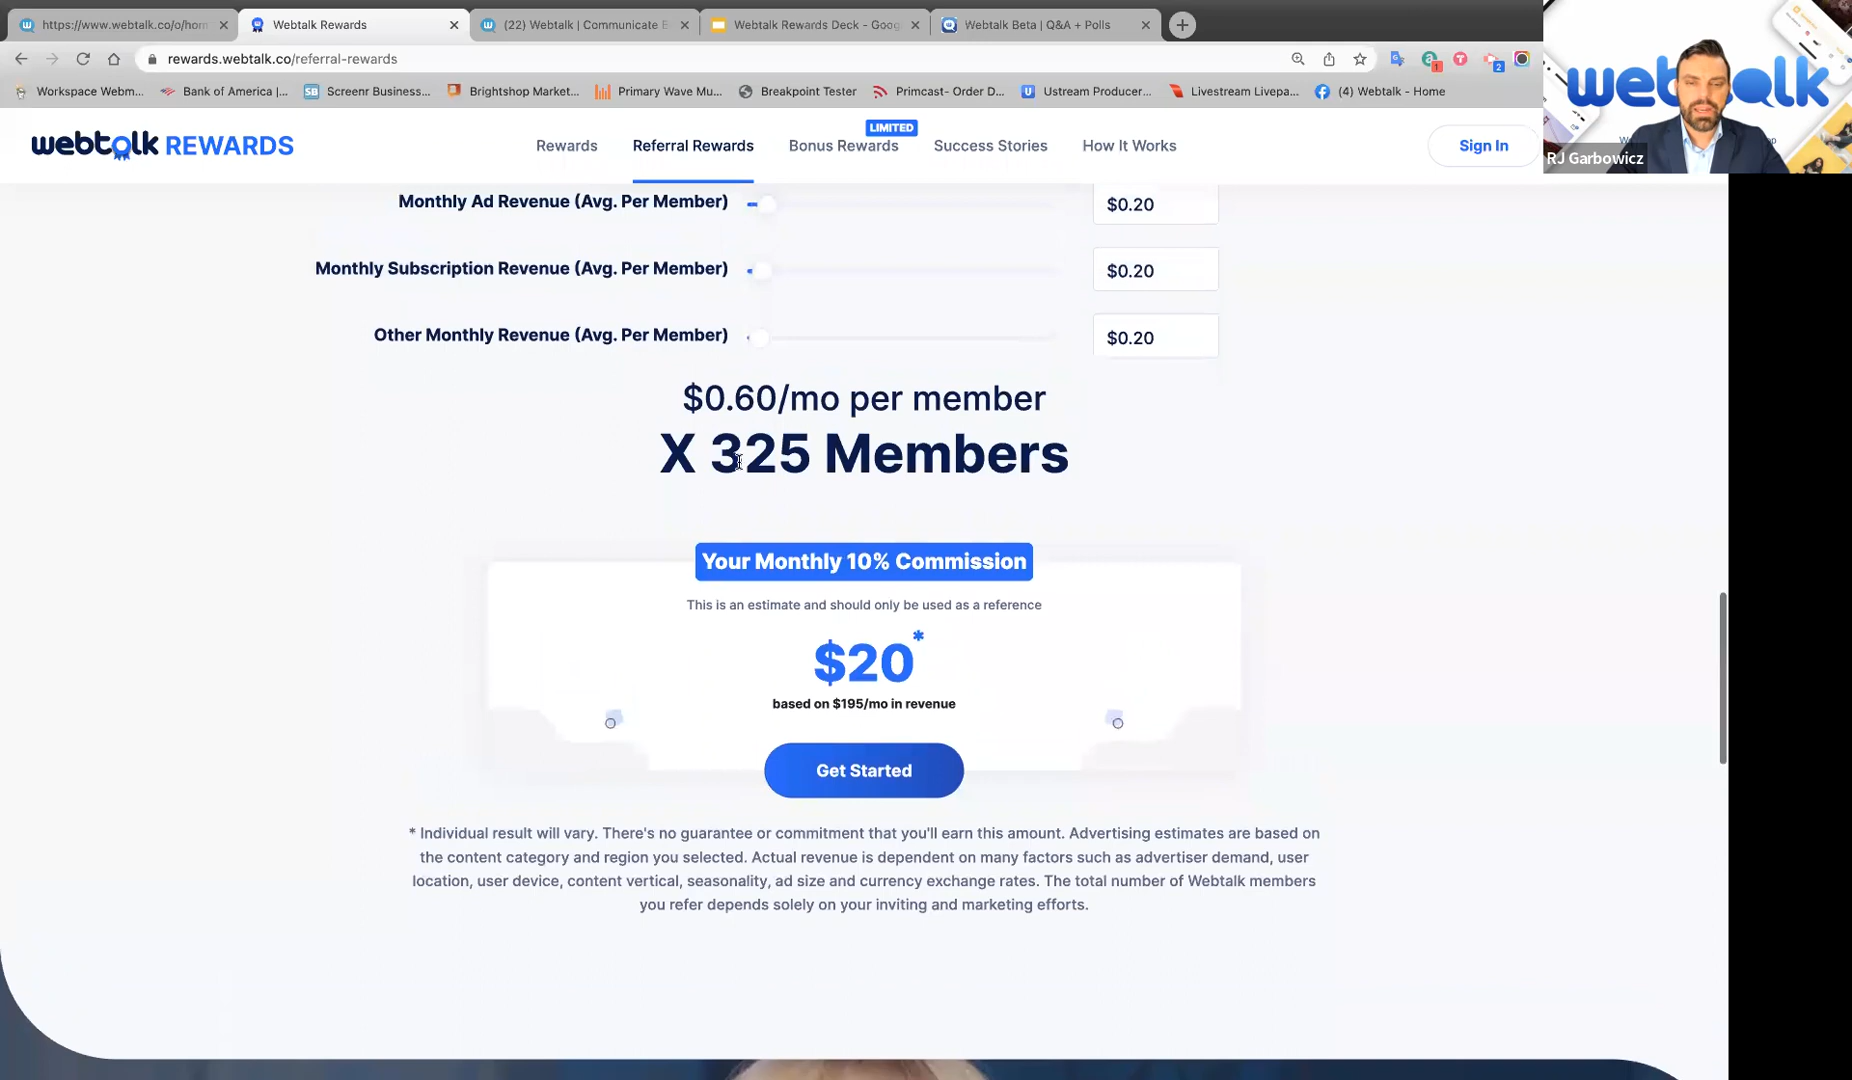 https://www.webtalk.co/o/hom
Webtalk Rewards
(22) Webtalk | Communicate E
Webtalk Rewards Deck - Goog
Webtalk Beta | Q&A + Polls
rewards.webtalk.co/referral-rewards
Workspace Webm...
Bank of America |...
Screenr Business...
Brightshop Market...
Primary Wave Mu...
Breakpoint Tester
Primcast- Order D...
Ustream Producer...
Livestream Livepa...
(4) Webtalk - Home
webtalk
RJ Garbowicz
webtalk REWARDS
Rewards
Referral Rewards
LIMITED
Bonus Rewards
Success Stories
How It Works
Sign In
Monthly Ad Revenue (Avg. Per Member)
$0.20
Monthly Subscription Revenue (Avg. Per Member)
$0.20
Other Monthly Revenue (Avg. Per Member)
$0.20
$0.60/mo per member
X 325 Members
Your Monthly 10% Commission
This is an estimate and should only be used as a reference
$20*
based on $195/mo in revenue
Get Started
* Individual result will vary. There's no guarantee or commitment that you'll earn this amount. Advertising estimates are based on
the content category and region you selected. Actual revenue is dependent on many factors such as advertiser demand, user
location, user device, content vertical, seasonality, ad size and currency exchange rates. The total number of Webtalk members
you refer depends solely on your inviting and marketing efforts.